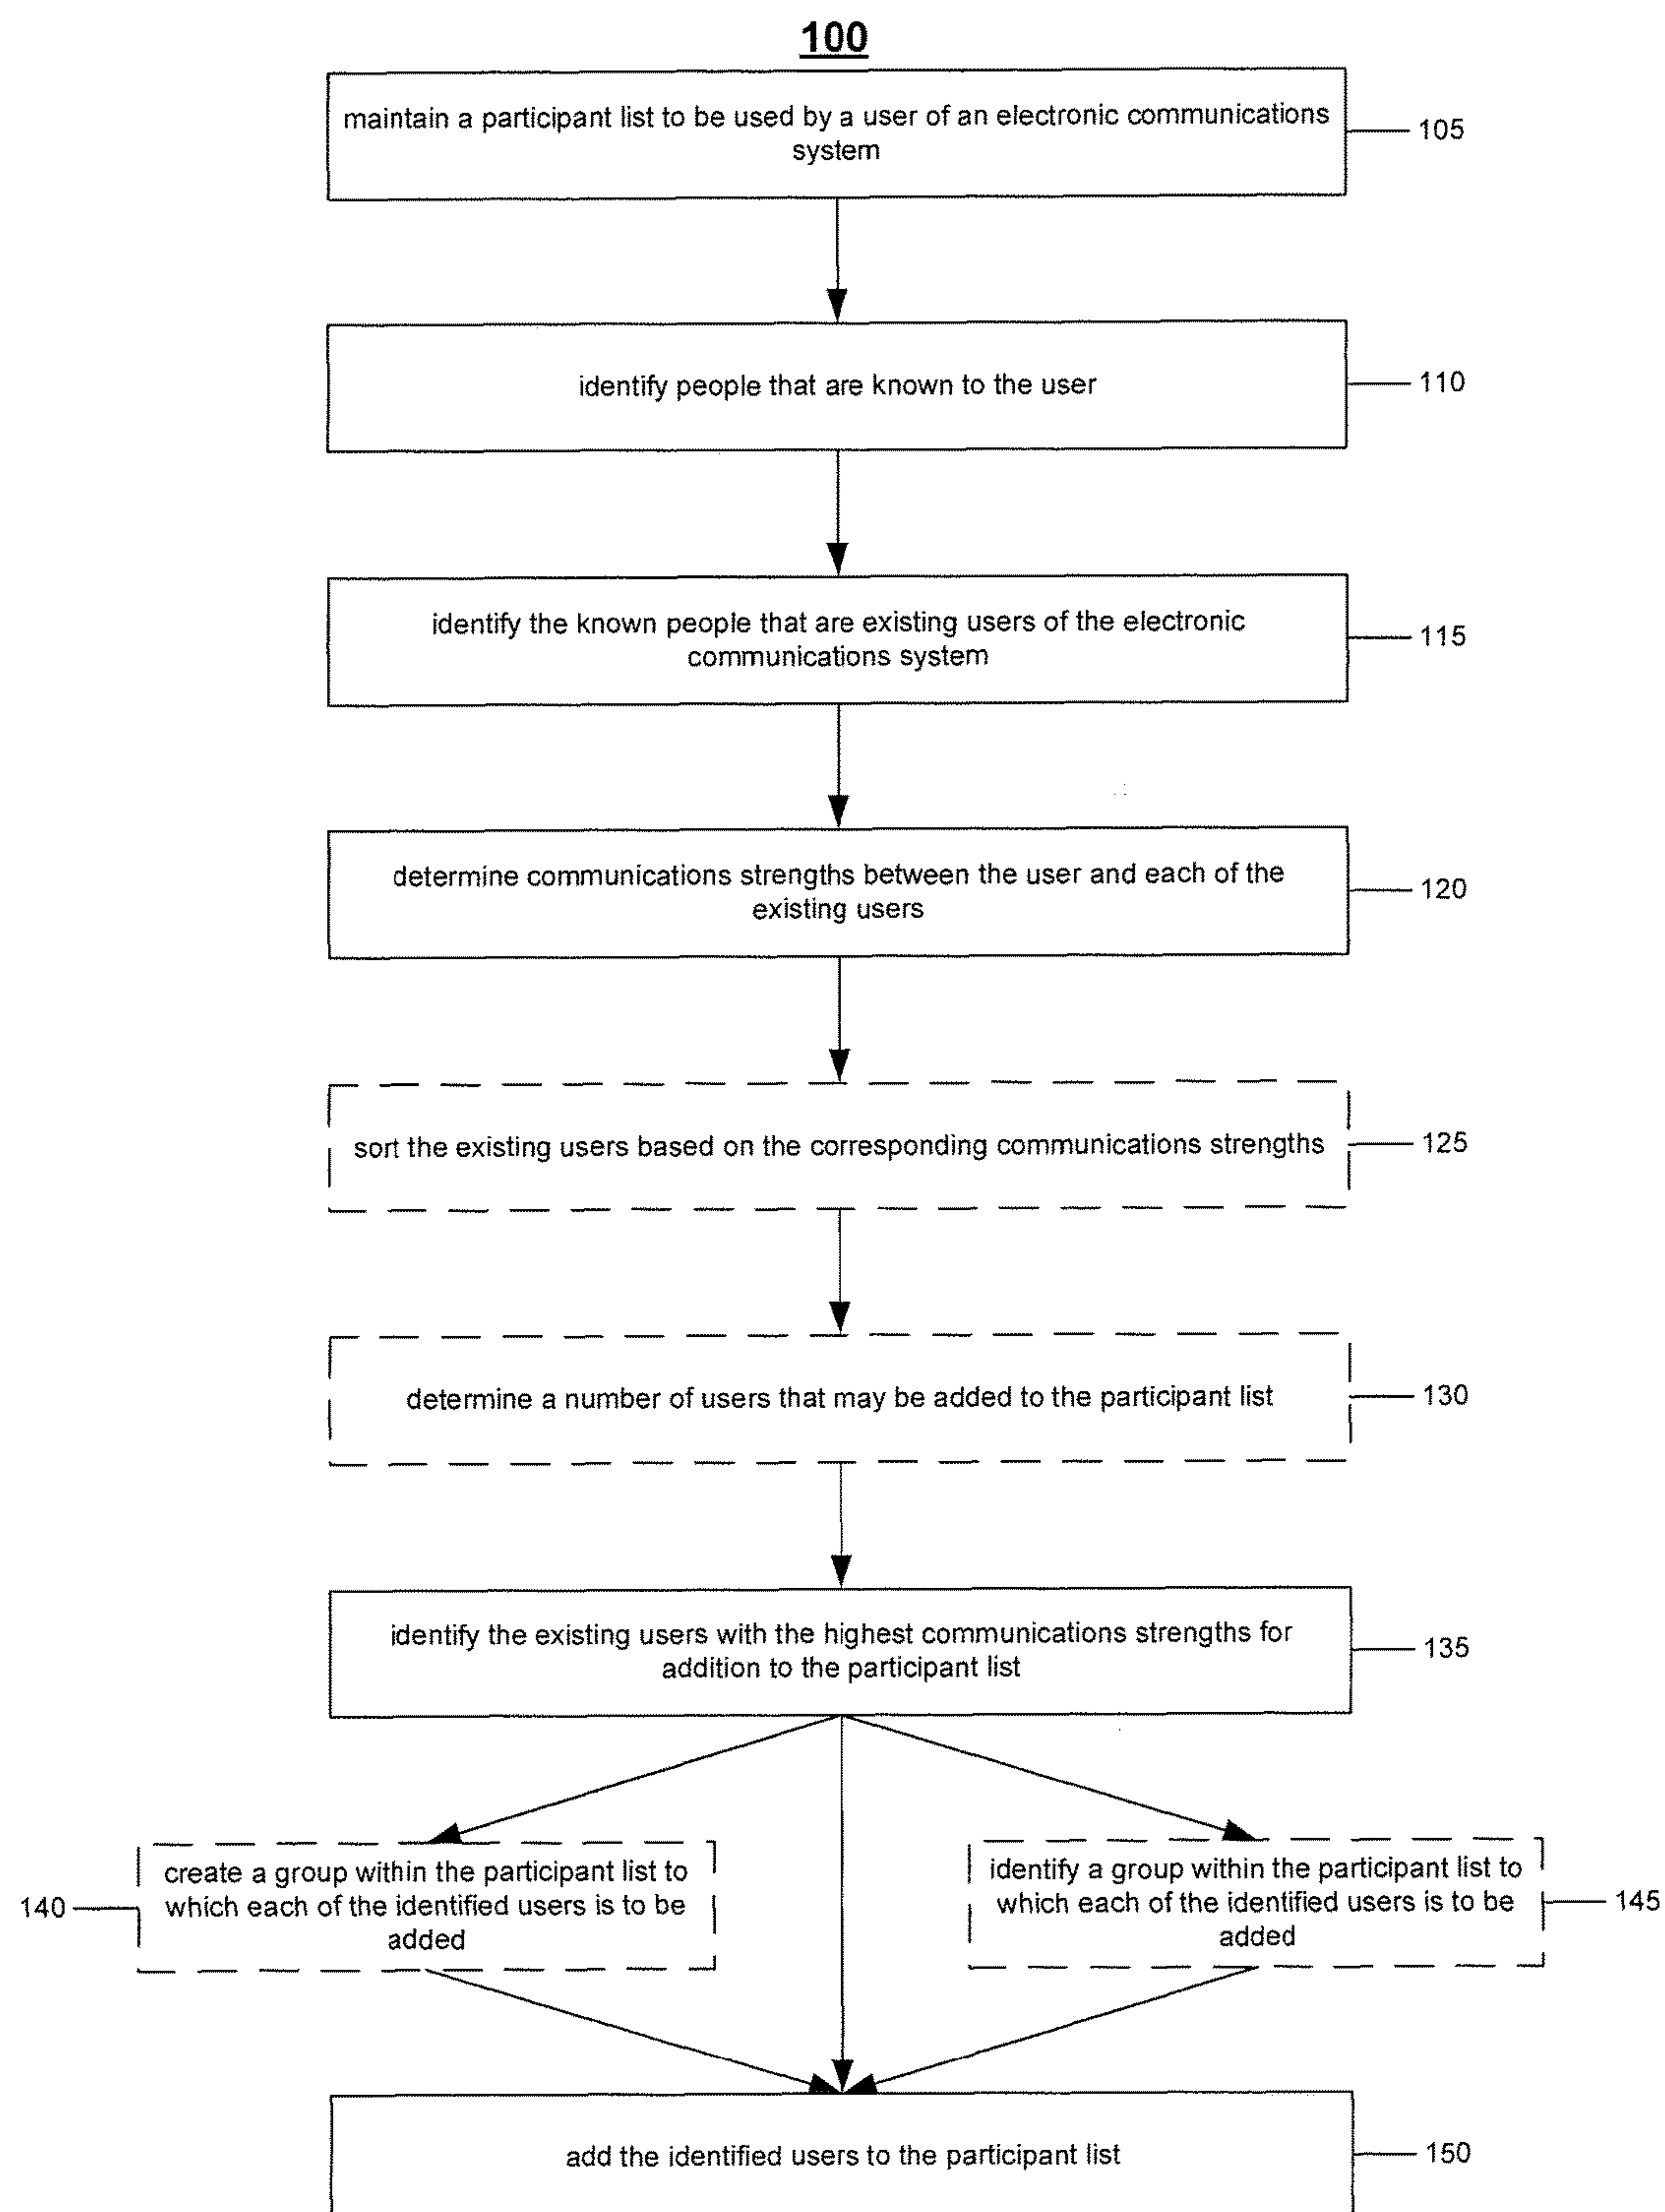 100
maintain a participant list to be used by a user of an electronic communications
system
105
identify people that are known to the user
110
identify the known people that are existing users of the electronic
communications system
115
determine communications strengths between the user and each of the
existing users
120
sort the existing users based on the corresponding communications strengths
125
determine a number of users that may be added to the participant list
130
identify the existing users with the highest communications strengths for
addition to the participant list
135
create a group within the participant list to
which each of the identified users is to be
added
140
identify a group within the participant list to
which each of the identified users is to be
added
145
add the identified users to the participant list
150